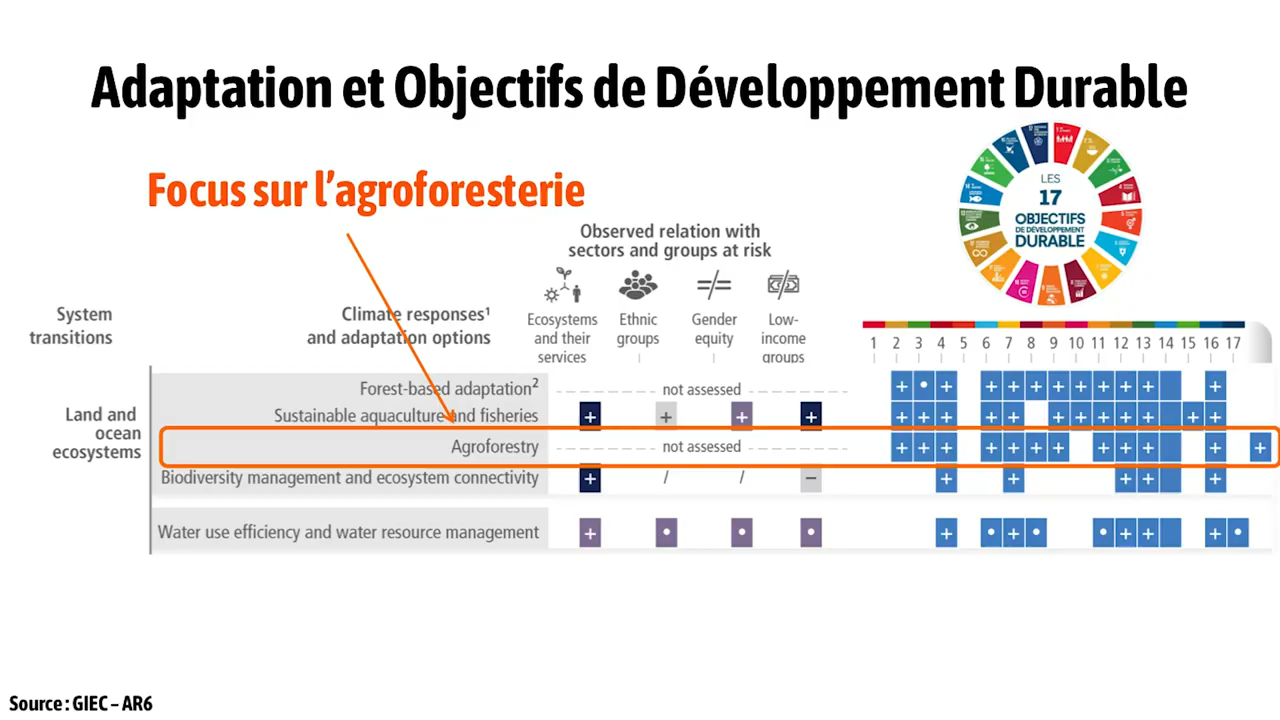 Adaptation et Objectifs de Développement Durable
Focus sur l'agroforesterie
LES
17
OBJECTIFS
DE DÉVELOPPEMENT
DURABLE
Observed relation with
sectors and groups at risk
System
transitions
Climate responses¹
and adaptation options
Ecosystems
and their
services
Ethnic
groups
Gender
equity
Low-
income
groups
1 2 3 4 5 6 7 8 9 10 11 12 13 14 15 16 17
Land and
ocean
ecosystems
Forest-based adaptation² not assessed + • + + + + + + + + + +
Sustainable aquaculture and fisheries + + + + + + + + + + + + + + + +
Agroforestry not assessed + + + + + + + + + + + +
Biodiversity management and ecosystem connectivity + / / – + + + + +
Water use efficiency and water resource management + • • • + • + • • + + + •
Source : GIEC – AR6